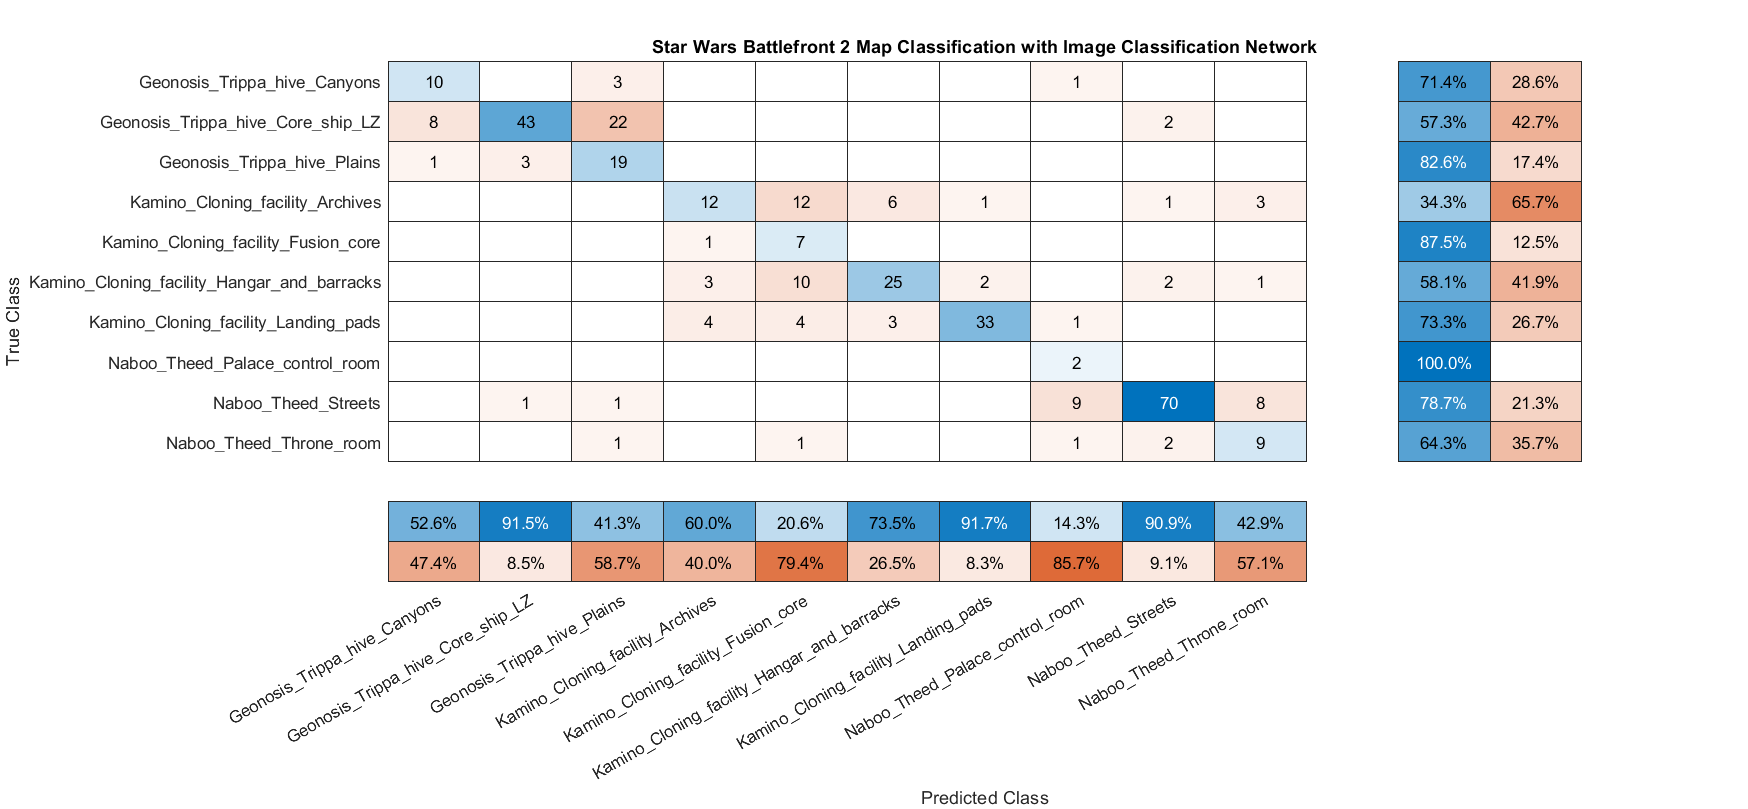 Star Wars Battlefront 2 Map Classification with Image Classification Network
True Class
Geonosis_Trippa_hive_Canyons 10 3 1 71.4% 28.6%
Geonosis_Trippa_hive_Core_ship_LZ 8 43 22 2 57.3% 42.7%
Geonosis_Trippa_hive_Plains 1 3 19 82.6% 17.4%
Kamino_Cloning_facility_Archives 12 12 6 1 1 3 34.3% 65.7%
Kamino_Cloning_facility_Fusion_core 1 7 87.5% 12.5%
Kamino_Cloning_facility_Hangar_and_barracks 3 10 25 2 2 1 58.1% 41.9%
Kamino_Cloning_facility_Landing_pads 4 4 3 33 1 73.3% 26.7%
Naboo_Theed_Palace_control_room 2 100.0%
Naboo_Theed_Streets 1 1 9 70 8 78.7% 21.3%
Naboo_Theed_Throne_room 1 1 1 2 9 64.3% 35.7%
52.6% 91.5% 41.3% 60.0% 20.6% 73.5% 91.7% 14.3% 90.9% 42.9%
47.4% 8.5% 58.7% 40.0% 79.4% 26.5% 8.3% 85.7% 9.1% 57.1%
Geonosis_Trippa_hive_Canyons
Geonosis_Trippa_hive_Core_ship_LZ
Geonosis_Trippa_hive_Plains
Kamino_Cloning_facility_Archives
Kamino_Cloning_facility_Fusion_core
Kamino_Cloning_facility_Hangar_and_barracks
Kamino_Cloning_facility_Landing_pads
Naboo_Theed_Palace_control_room
Naboo_Theed_Streets
Naboo_Theed_Throne_room
Predicted Class